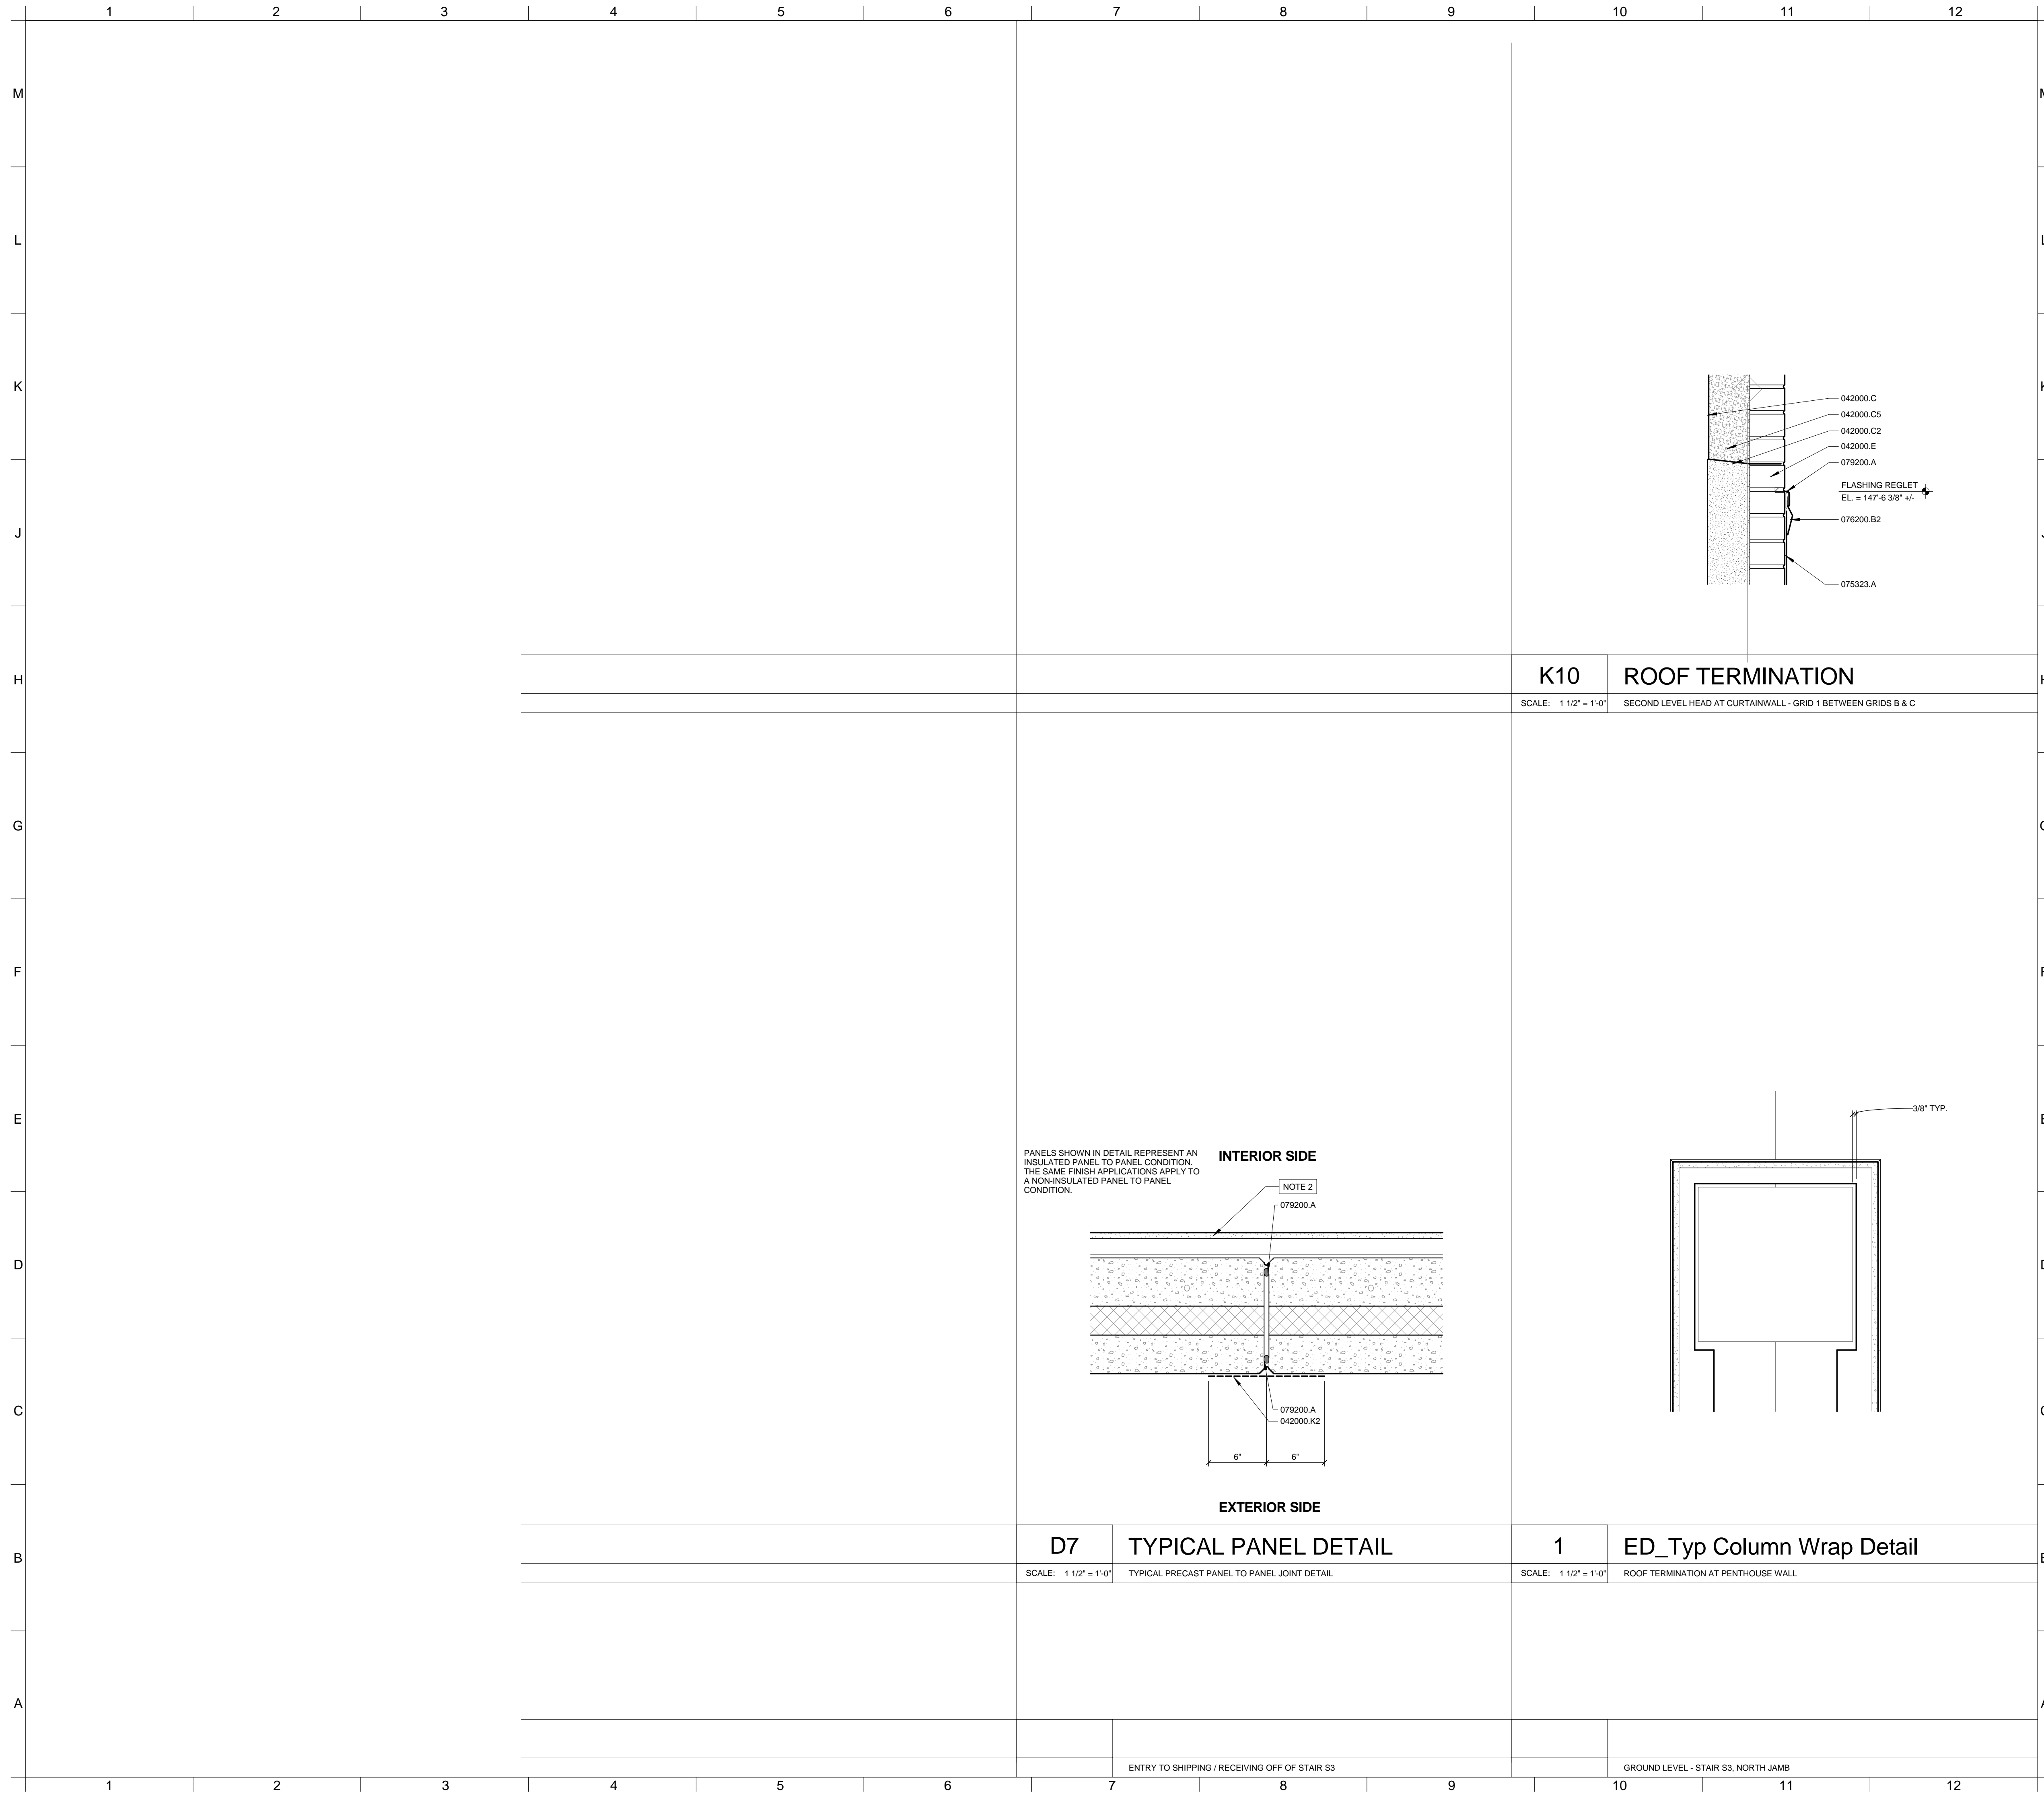 1 2 3 4 5 6 7 8 9 10 11 12
M
L
K
J
H
G
F
E
D
C
B
A
042000.C
042000.C5
042000.C2
042000.E
079200.A
FLASHING REGLET
EL. = 147'-6 3/8" +/-
076200.B2
075323.A
K10
ROOF TERMINATION
SCALE: 1 1/2" = 1'-0"
SECOND LEVEL HEAD AT CURTAINWALL - GRID 1 BETWEEN GRIDS B & C
PANELS SHOWN IN DETAIL REPRESENT AN
INSULATED PANEL TO PANEL CONDITION.
THE SAME FINISH APPLICATIONS APPLY TO
A NON-INSULATED PANEL TO PANEL
CONDITION.
INTERIOR SIDE
NOTE 2
079200.A
079200.A
042000.K2
6" 6"
EXTERIOR SIDE
D7
TYPICAL PANEL DETAIL
SCALE: 1 1/2" = 1'-0"
TYPICAL PRECAST PANEL TO PANEL JOINT DETAIL
3/8" TYP.
1
ED_Typ Column Wrap Detail
SCALE: 1 1/2" = 1'-0"
ROOF TERMINATION AT PENTHOUSE WALL
ENTRY TO SHIPPING / RECEIVING OFF OF STAIR S3
GROUND LEVEL - STAIR S3, NORTH JAMB
1 2 3 4 5 6 7 8 9 10 11 12